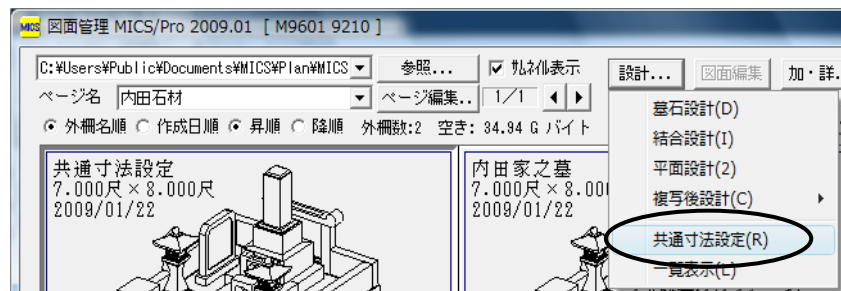 MICS 図面管理 MICS/Pro 2009.01 [ M9601 9210 ]
C:¥Users¥Public¥Documents¥MICS¥Plan¥MICS
参照...
サムネイル表示
設計...
図面編集
加・詳.
ページ名
内田石材
ページ編集..
1/1
外柵名順
作成日順
昇順
降順
外柵数:2
空き: 34.94 G バイト
墓石設計(D)
結合設計(I)
平面設計(2)
複写後設計(C)
共通寸法設定(R)
一覧表示(L)
共通寸法設定
7.000尺×8.000尺
2009/01/22
内田家之墓
7.000尺×8.00
2009/01/22